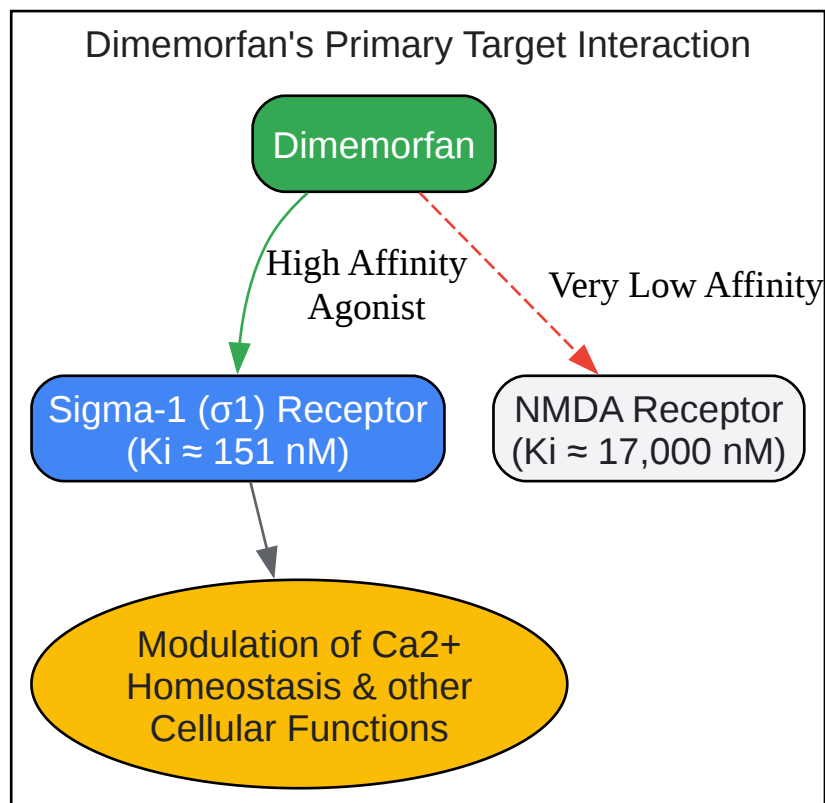 Dimemorfan's Primary Target Interaction
Dimemorfan
High Affinity
Agonist
Very Low Affinity
Sigma-1 (σ1) Receptor
(Ki ≈ 151 nM)
NMDA Receptor
(Ki ≈ 17,000 nM)
Modulation of Ca2+
Homeostasis & other
Cellular Functions